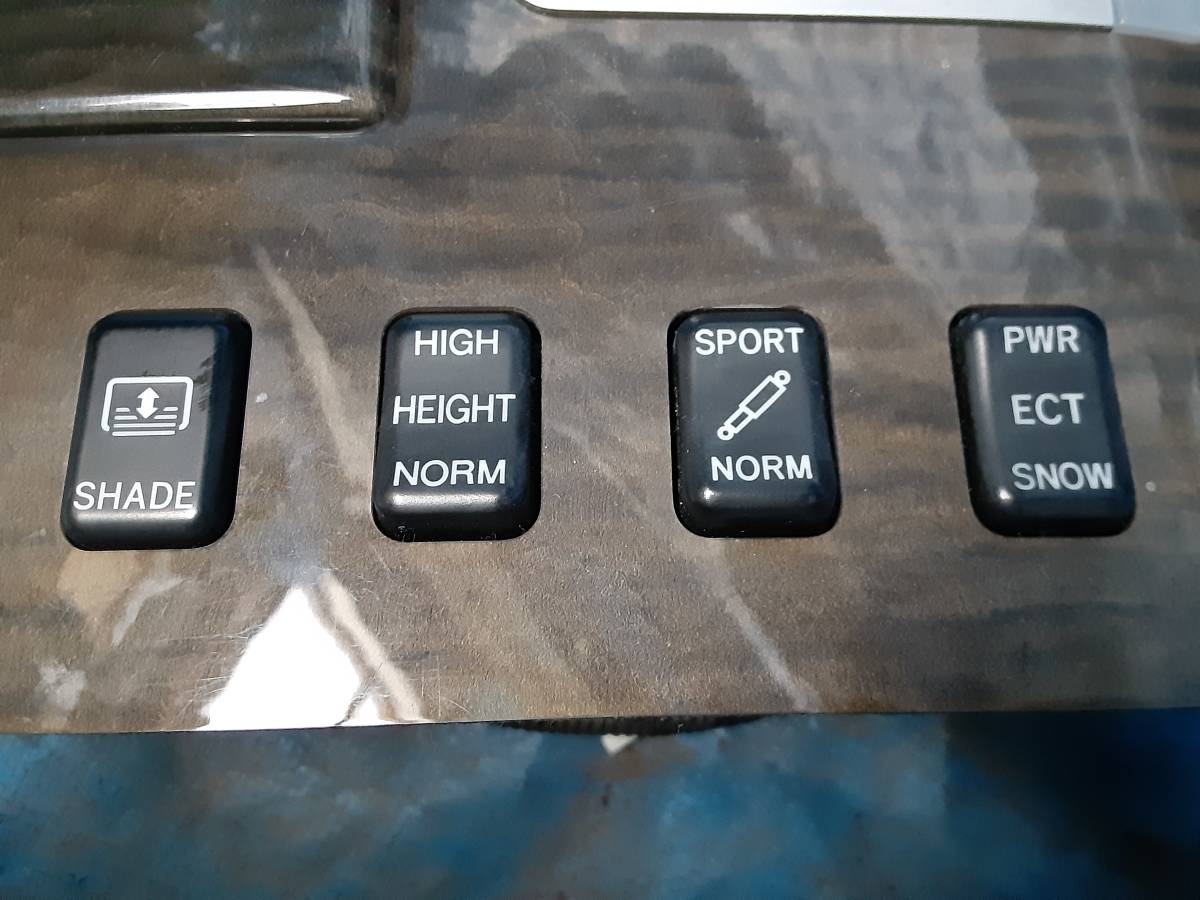 SHADE
HIGH
HEIGHT
NORM
SPORT
NORM
PWR
ECT
SNOW